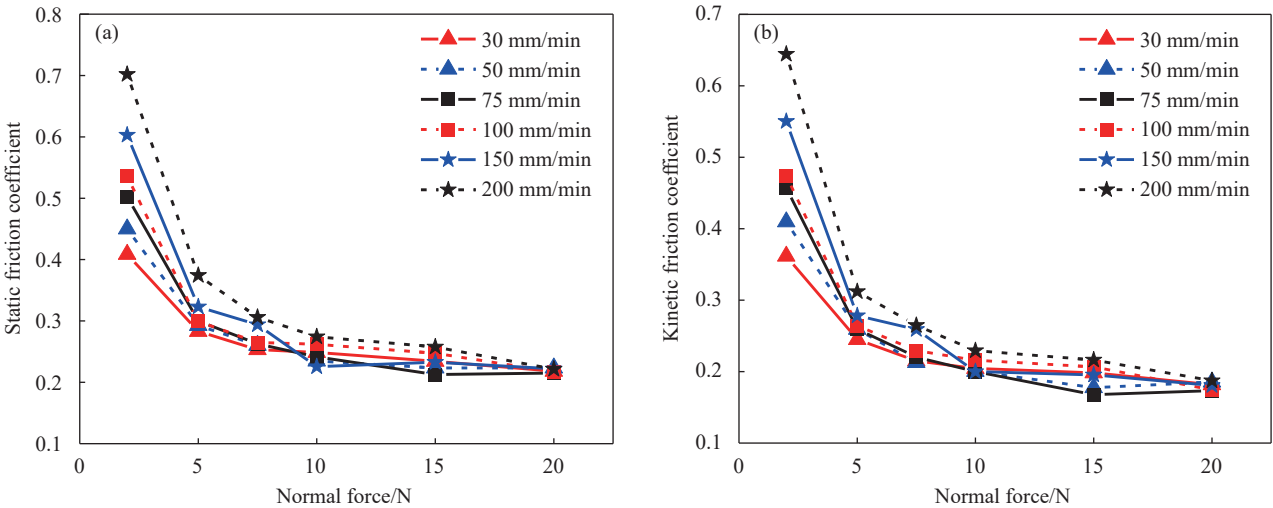 (a)
Static friction coefficient
0.8
0.7
0.6
0.5
0.4
0.3
0.2
0.1
0
5
10
15
20
Normal force/N
30 mm/min
50 mm/min
75 mm/min
100 mm/min
150 mm/min
200 mm/min
(b)
Kinetic friction coefficient
0.7
0.6
0.5
0.4
0.3
0.2
0.1
0
5
10
15
20
Normal force/N
30 mm/min
50 mm/min
75 mm/min
100 mm/min
150 mm/min
200 mm/min